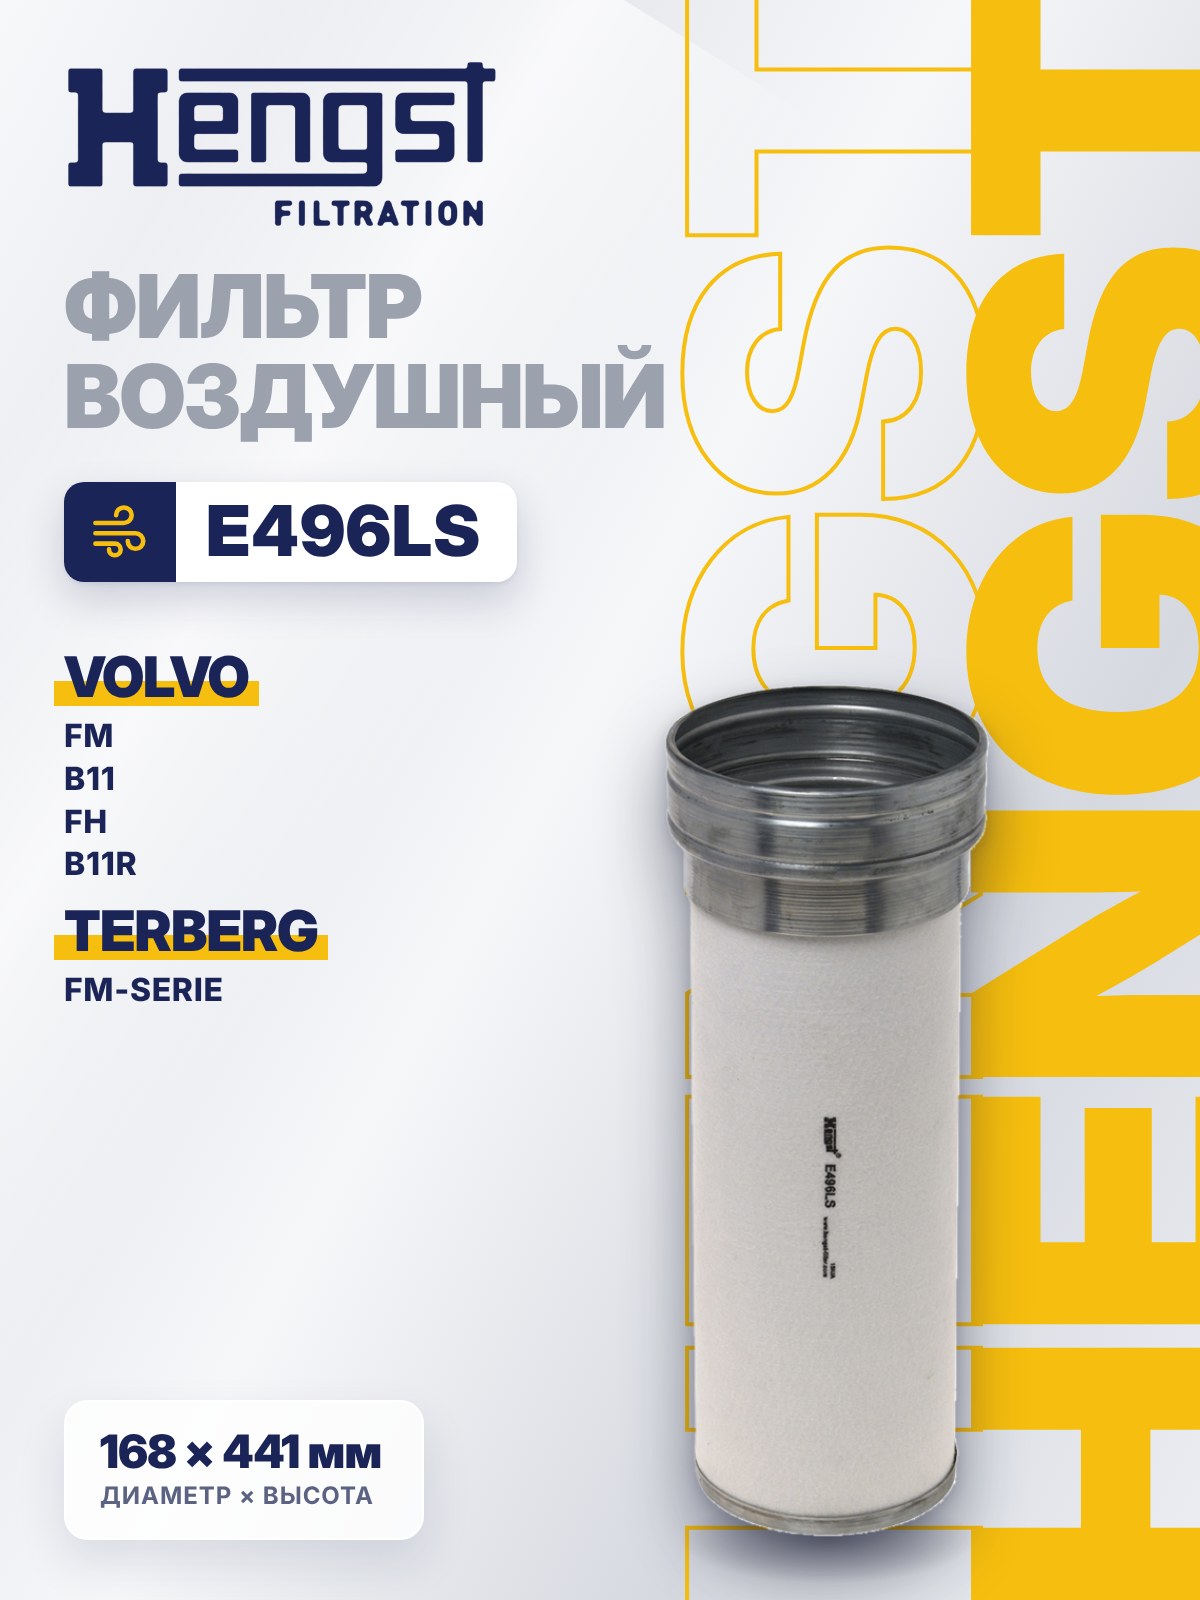 Hengst
FILTRATION
ФИЛЬТР
ВОЗДУШНЫЙ
E496LS
VOLVO
FM
B11
FH
B11R
TERBERG
FM-SERIE
168 × 441 мм
ДИАМЕТР × ВЫСОТА
HENGST
HENGST
Hengst E496LS